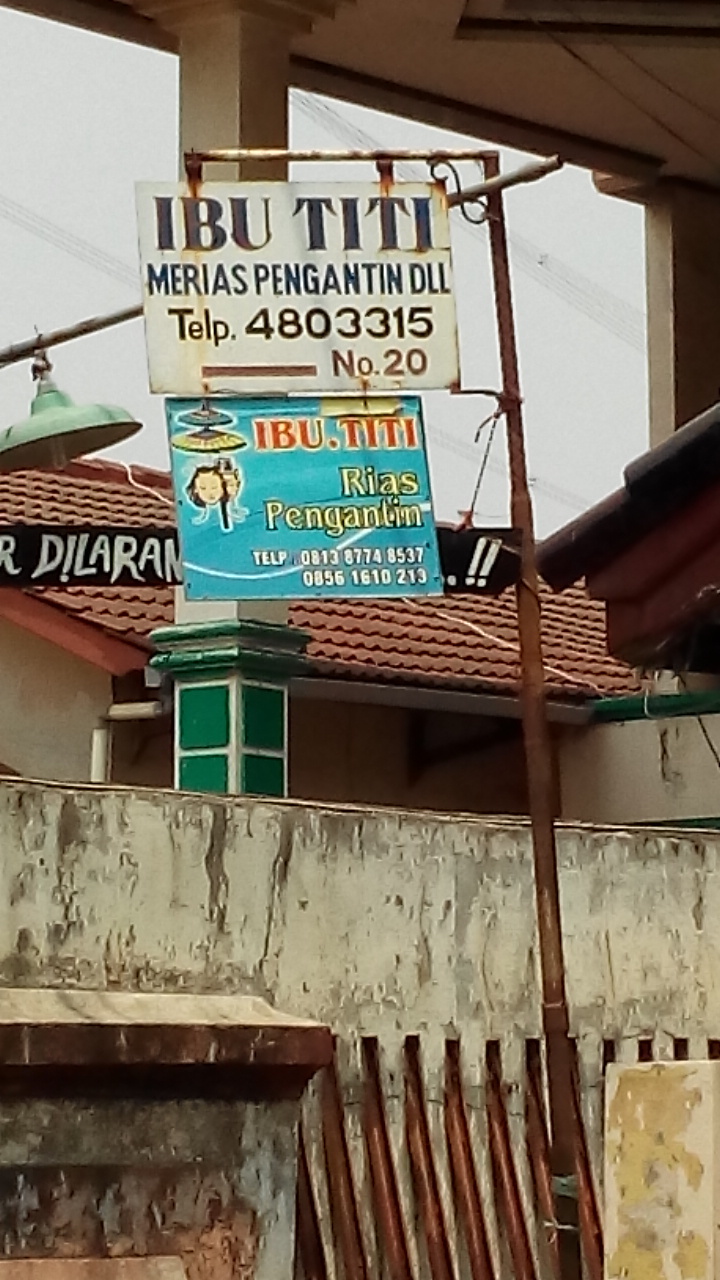 IBU TITI
MERIAS PENGANTIN DLL
Telp. 4803315
No.20
IBU.TITI
Rias
Pengantin
TELP : 0813 8774 8537
0856 1610 213
R DILARAN
. !!